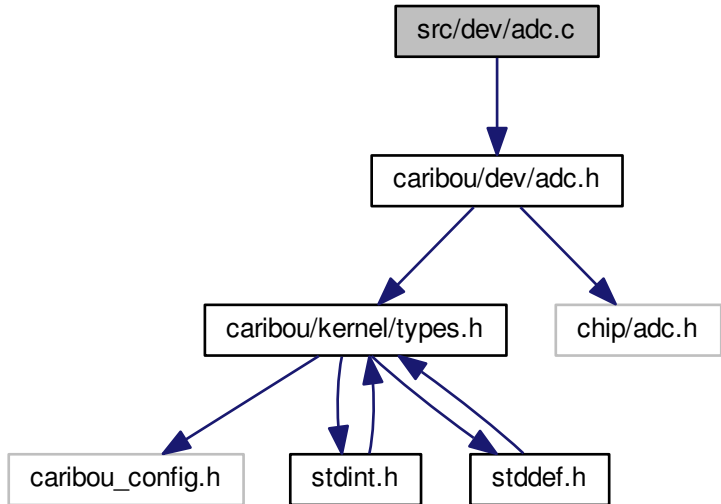 src/dev/adc.c
caribou/dev/adc.h
caribou/kernel/types.h
chip/adc.h
caribou_config.h
stdint.h
stddef.h